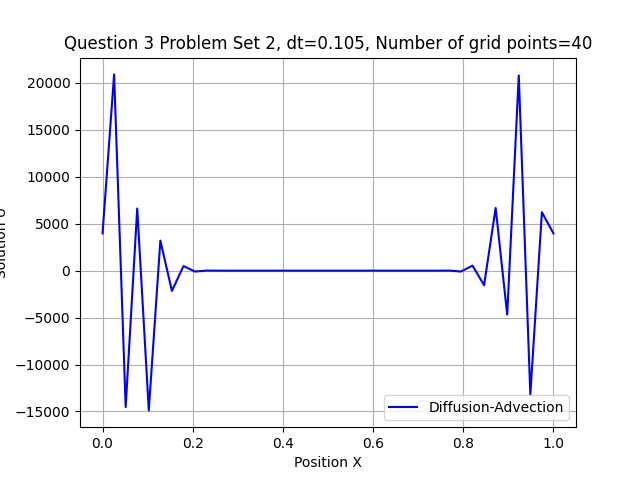 Question 3 Problem Set 2, dt=0.105, Number of grid points=40
20000
15000
10000
5000
0
−5000
−10000
−15000
Solution U
0.0 0.2 0.4 0.6 0.8 1.0
Position X
Diffusion-Advection